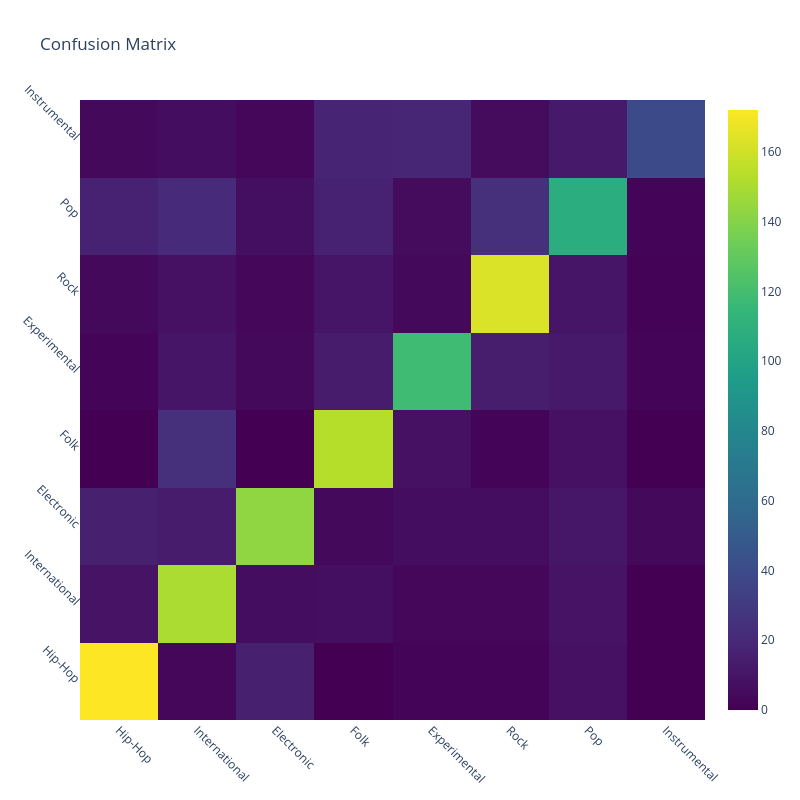 Confusion Matrix
Instrumental
Pop
Rock
Experimental
Folk
Electronic
International
Hip-Hop
Hip-Hop
International
Electronic
Folk
Experimental
Rock
Pop
Instrumental
160
140
120
100
80
60
40
20
0